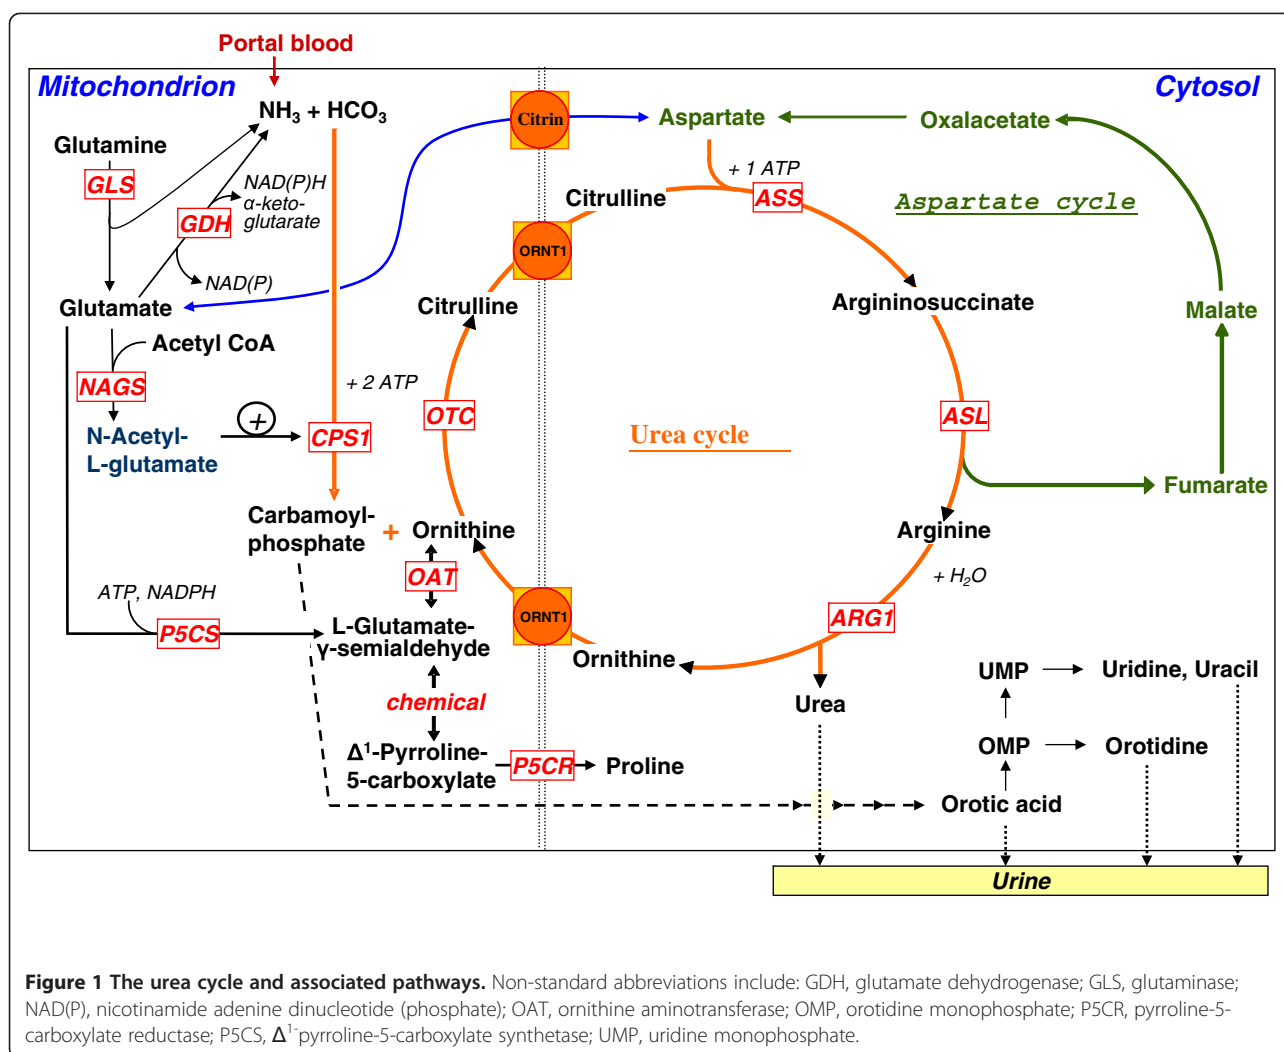 Portal blood
Mitochondrion
Cytosol
NH3 + HCO3
Citrin
Aspartate
Oxalacetate
Glutamine
+ 1 ATP
GLS
NAD(P)H
α-keto-
glutarate
Citrulline
ASS
Aspartate cycle
GDH
ORNT1
NAD(P)
Glutamate
Citrulline
Argininosuccinate
Malate
Acetyl CoA
NAGS
+ 2 ATP
OTC
ASL
N-Acetyl-
L-glutamate
+
CPS1
Urea cycle
Fumarate
Carbamoyl-
phosphate
+
Ornithine
Arginine
OAT
+ H2O
ATP, NADPH
P5CS
L-Glutamate-
γ-semialdehyde
ORNT1
ARG1
Ornithine
UMP
Uridine, Uracil
chemical
Urea
Δ1-Pyrroline-
5-carboxylate
P5CR
Proline
OMP
Orotidine
Orotic acid
Urine
Figure 1 The urea cycle and associated pathways. Non-standard abbreviations include: GDH, glutamate dehydrogenase; GLS, glutaminase;
NAD(P), nicotinamide adenine dinucleotide (phosphate); OAT, ornithine aminotransferase; OMP, orotidine monophosphate; P5CR, pyrroline-5-
carboxylate reductase; P5CS, Δ1-pyrroline-5-carboxylate synthetase; UMP, uridine monophosphate.